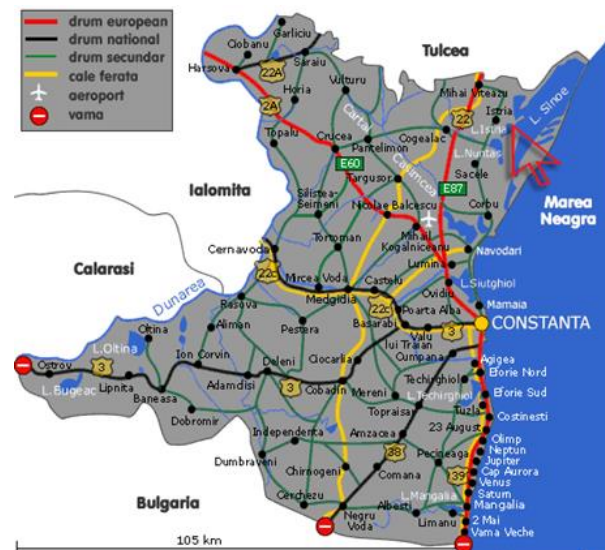 drum european
drum national
drum secundar
cale ferata
aeroport
vama
Garliciu
Ciobanu
Saraiu
Harsova
22A
2A
Horia
Vulturu
Tulcea
Mihai Viteazu
22
Istria
L. Istria
L. Sinoe
Topalu
Crucea
Cartal
Pantelimon
Cogealac
L. Nuntas
E60
Targusor
Casimcea
Sacele
E87
Ialomita
Silistea-
Seimeni
Nicolae Balcescu
Corbu
Marea
Neagra
Mihail
Kogalniceanu
Tortoman
Cernavoda
Navodari
Lumina
Calarasi
22c
Mircea Voda
Castelu
L.Siutghiol
Medgidia
Ovidiu
Dunarea
Rasova
22c
Poarta Alba
Mamaia
Basarabi
3
CONSTANTA
Oltina
Aliman
Pestera
Valu
lui Traian
L.Oltina
Ion Corvin
Deleni
Ciocarlia
Cumpana
Agigea
Ostrov
3
Eforie Nord
Lipnita
Adamdisi
3
Cobadin
Techirghiol
L. Bugeac
Baneasa
Mereni
L.Techirghiol
Eforie Sud
Topraisar
Tuzla
Dobromir
Costinesti
Independenta
Amzacea
23 August
Olimp
Dumbraveni
38
Pecineaga
Neptun
Jupiter
Chirnogeni
Comana
39
Cap Aurora
Venus
Cerchezu
L. Mangalia
Saturn
Bulgaria
Negru
Voda
Albesti
Limanu
Mangalia
2 Mai
Vama Veche
105 km